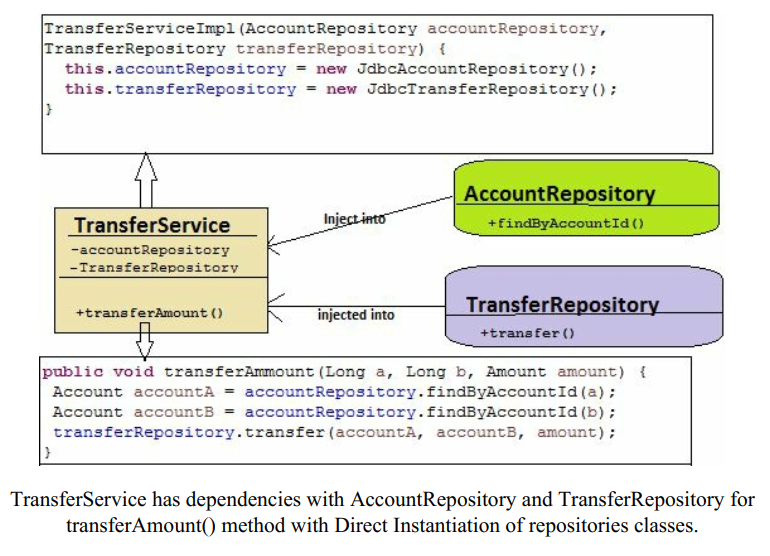 TransferServiceImpl(AccountRepository accountRepository,
TransferRepository transferRepository) {
this.accountRepository = new JdbcAccountRepository();
this.transferRepository = new JdbcTransferRepository();
}
AccountRepository
+findByAccountId()
Inject into
TransferService
-accountRepository
-TransferRepository
+transferAmount()
TransferRepository
+transfer()
injected into
public void transferAmmount(Long a, Long b, Amount amount) {
Account accountA = accountRepository.findByAccountId(a);
Account accountB = accountRepository.findByAccountId(b);
transferRepository.transfer(accountA, accountB, amount);
}
TransferService has dependencies with AccountRepository and TransferRepository for
transferAmount() method with Direct Instantiation of repositories classes.